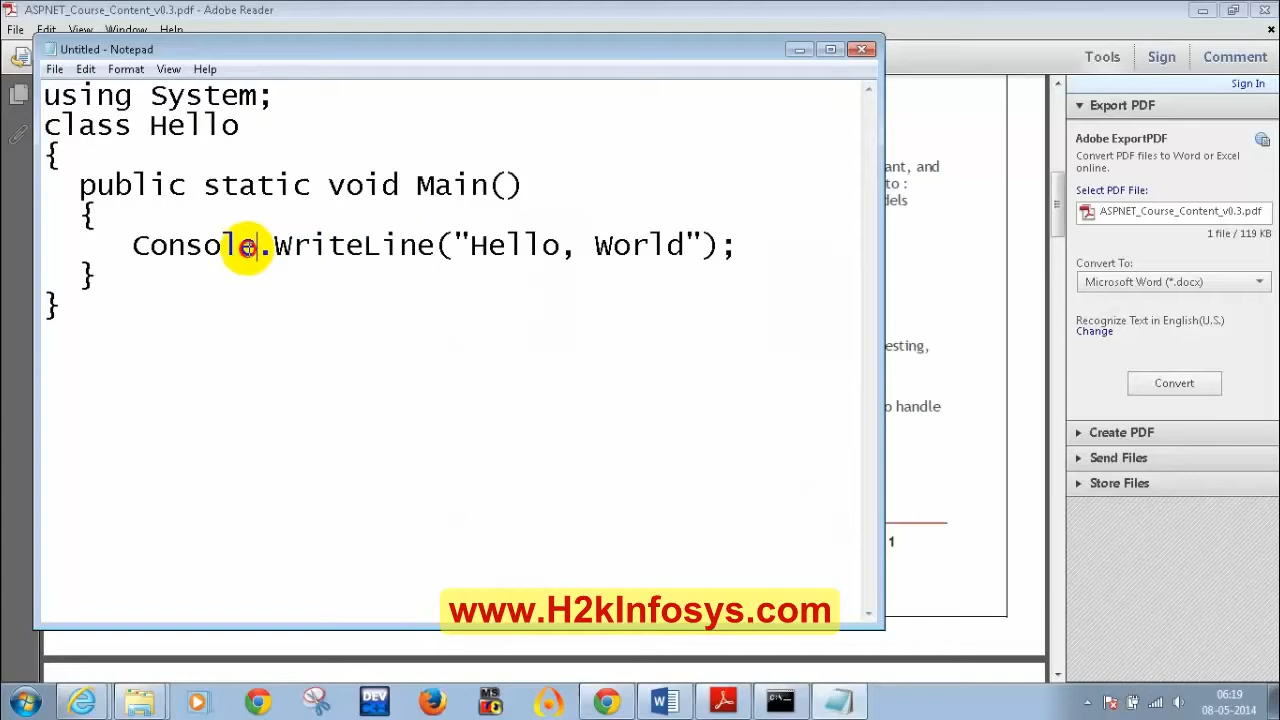 ASPNET_Course_Content_v0.3.pdf - Adobe Reader
File Edit View Window Help
Tools Sign Comment
Untitled - Notepad
File Edit Format View Help
using System;
class Hello
{
public static void Main()
{
Console.WriteLine("Hello, World");
}
}
ant, and
to :
dels
esting,
o handle
1
Sign In
Export PDF
Adobe ExportPDF
Convert PDF files to Word or Excel
online.
Select PDF File:
ASPNET_Course_Content_v0.3.pdf
1 file / 119 KB
Convert To:
Microsoft Word (*.docx)
Recognize Text in English(U.S.)
Change
Convert
Create PDF
Send Files
Store Files
www.H2kInfosys.com
DEV
MS
06:19
08-05-2014